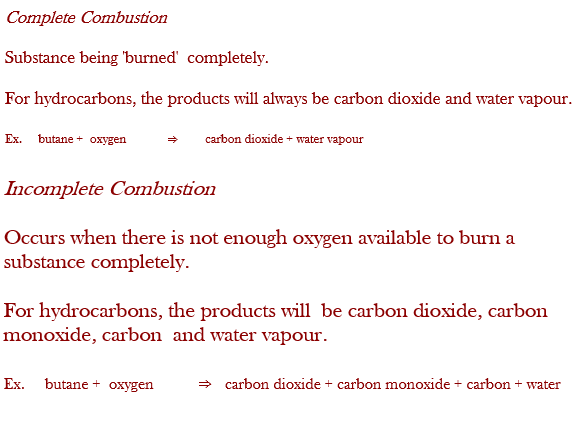 Complete Combustion
Substance being 'burned'  completely.
For hydrocarbons, the products will always be carbon dioxide and water vapour.
Ex.    butane +  oxygen    ⇒    carbon dioxide + water vapour
Incomplete Combustion
Occurs when there is not enough oxygen available to burn a
substance completely.
For hydrocarbons, the products will  be carbon dioxide, carbon
monoxide, carbon  and water vapour.
Ex.    butane +  oxygen    ⇒   carbon dioxide + carbon monoxide + carbon + water